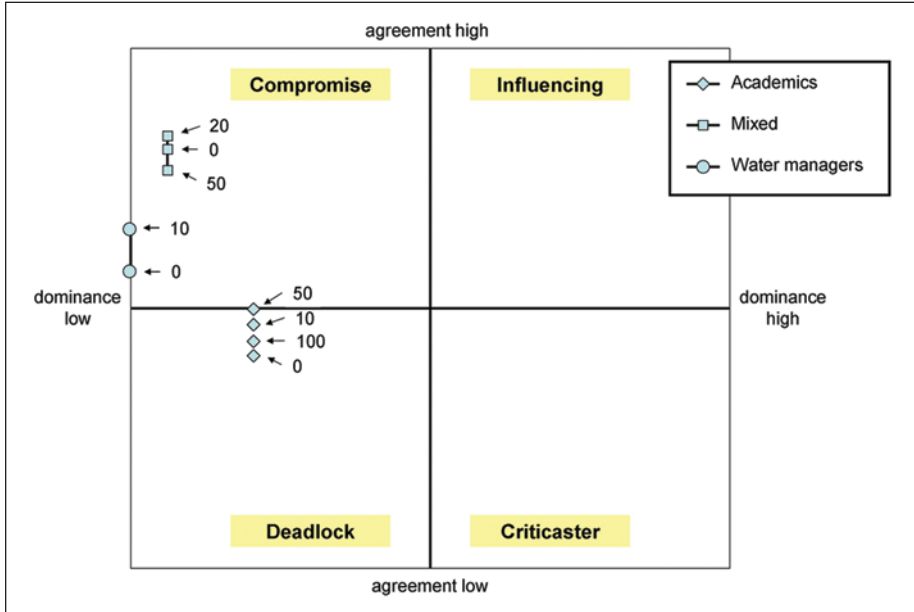 agreement high
Compromise
Influencing
Academics
Mixed
Water managers
20
0
50
10
0
dominance
low
dominance
high
50
10
100
0
Deadlock
Criticaster
agreement low